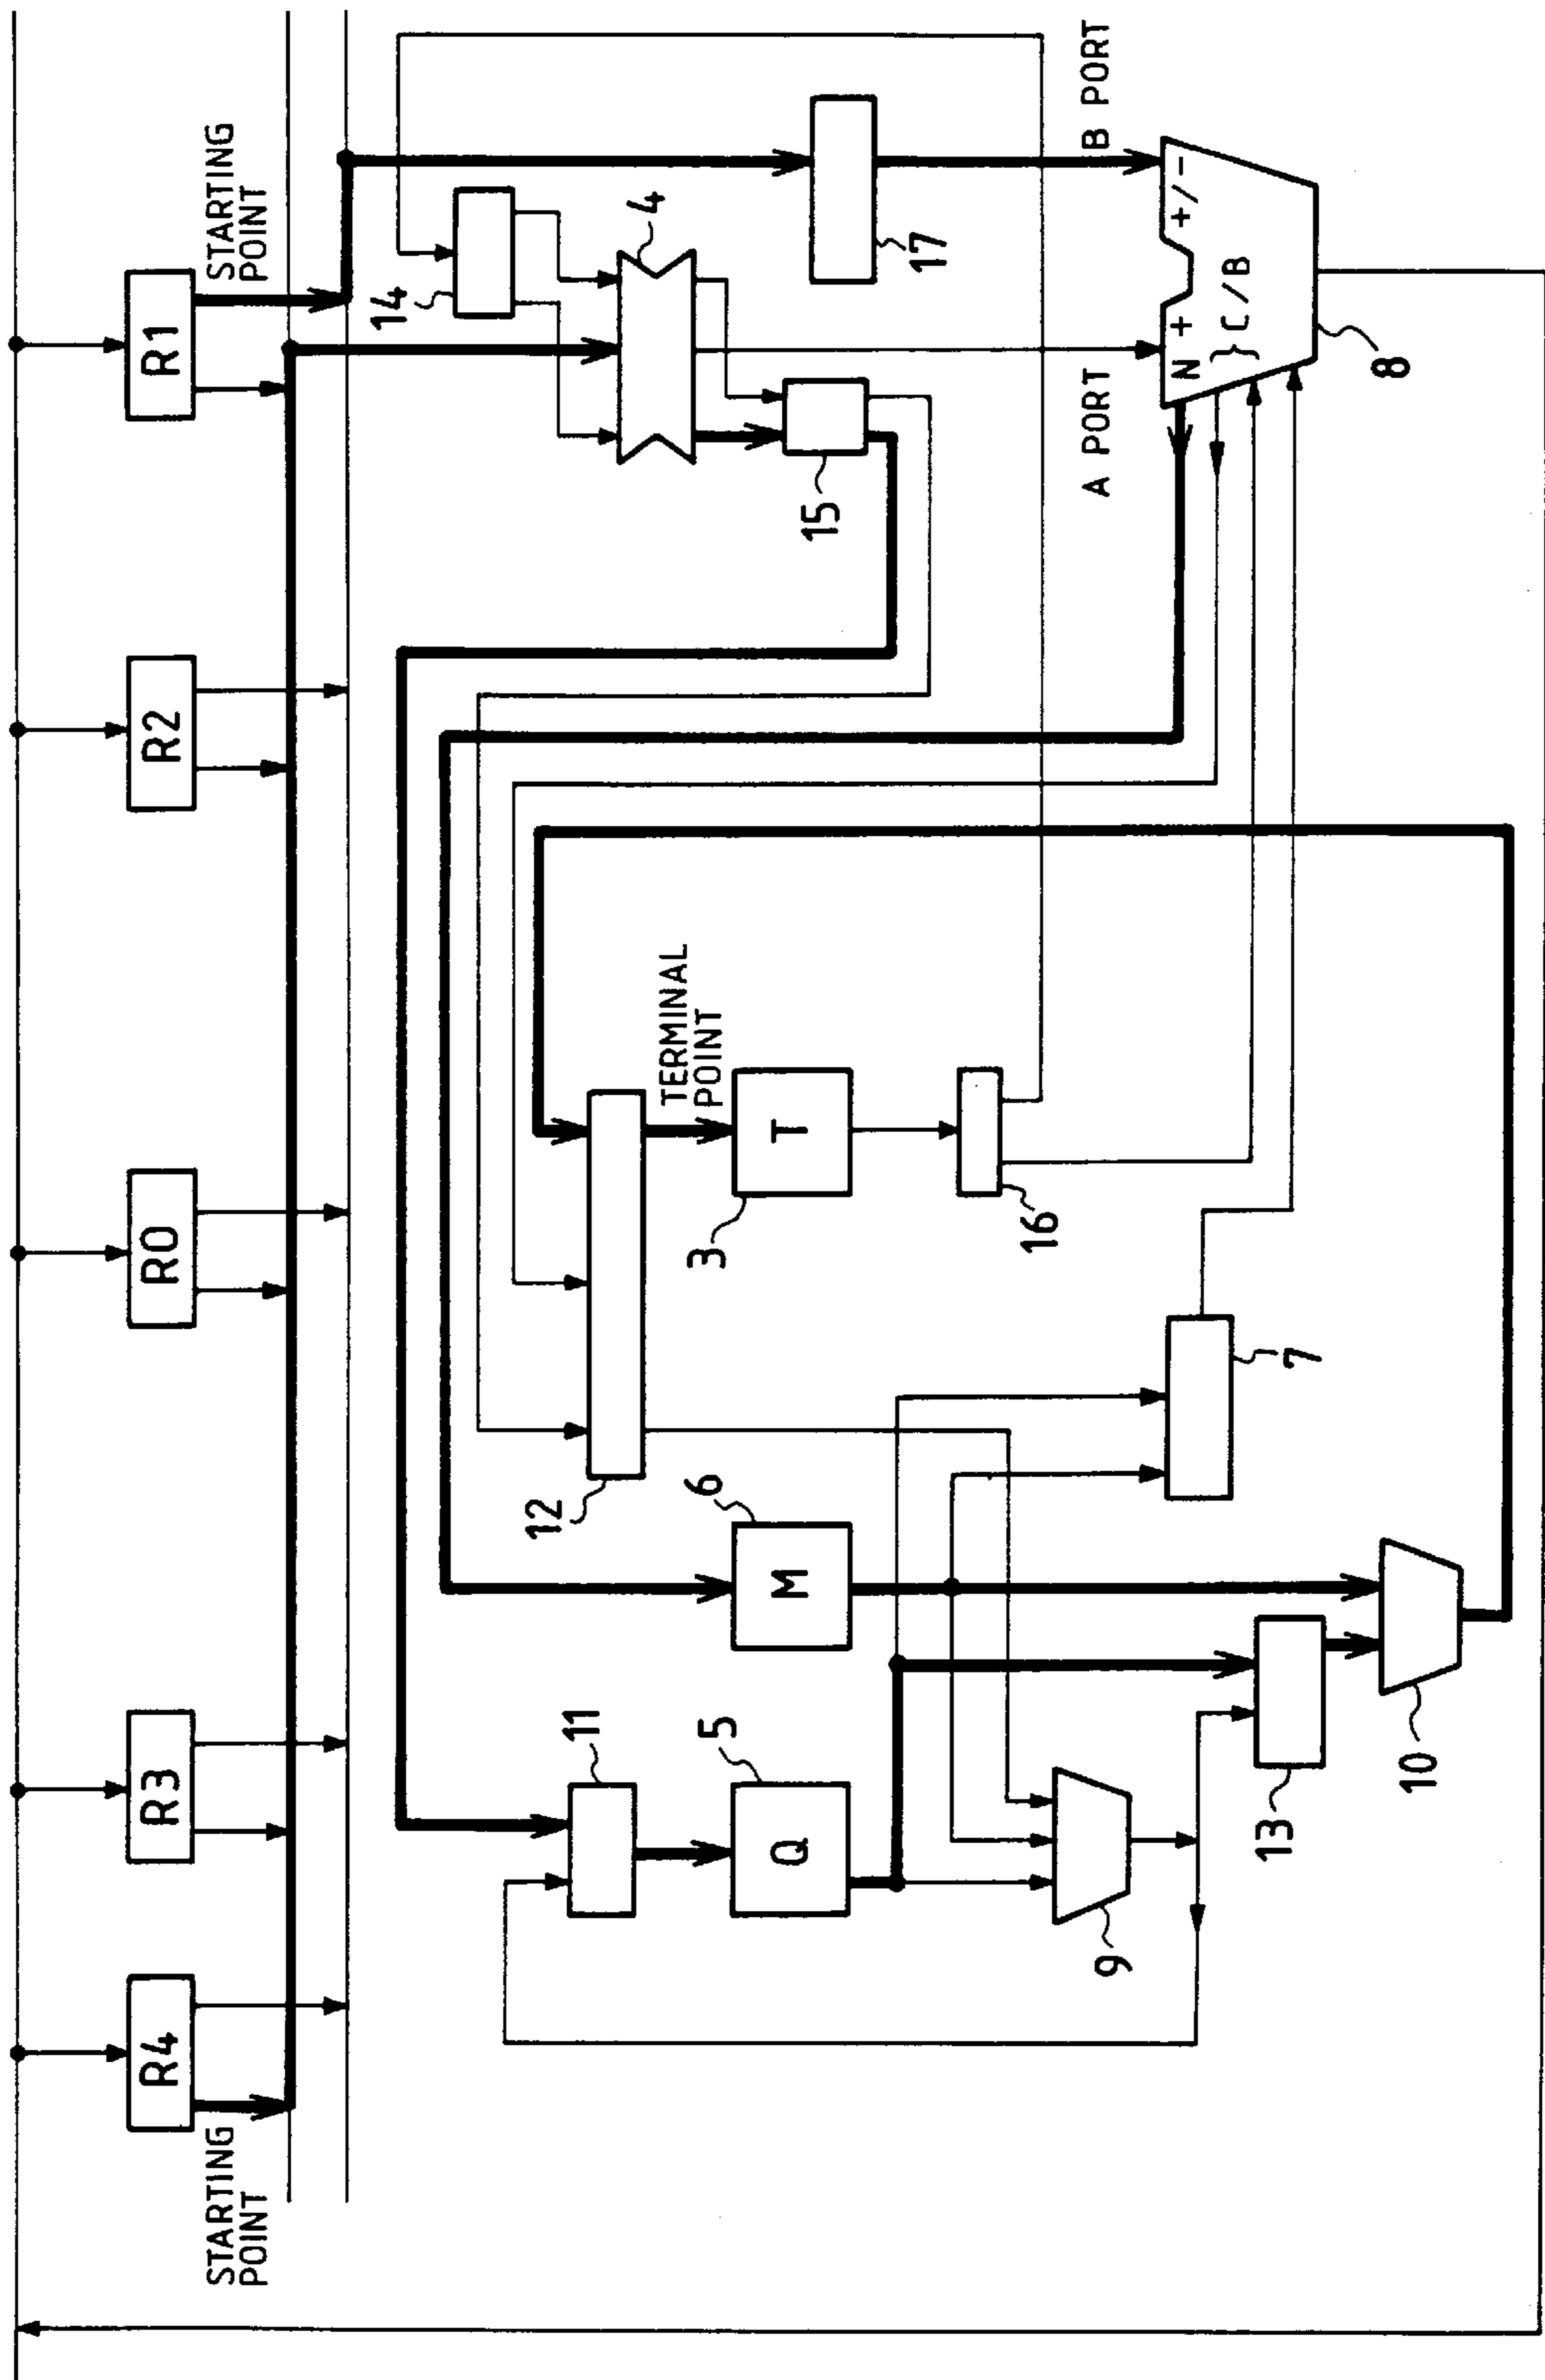 R4
R3
R0
R2
R1
STARTING
POINT
STARTING
POINT
14
4
11
12
5
Q
6
M
TERMINAL
POINT
3
T
15
17
16
9
A PORT
B PORT
N + +/-
} C/B
7
13
10
8